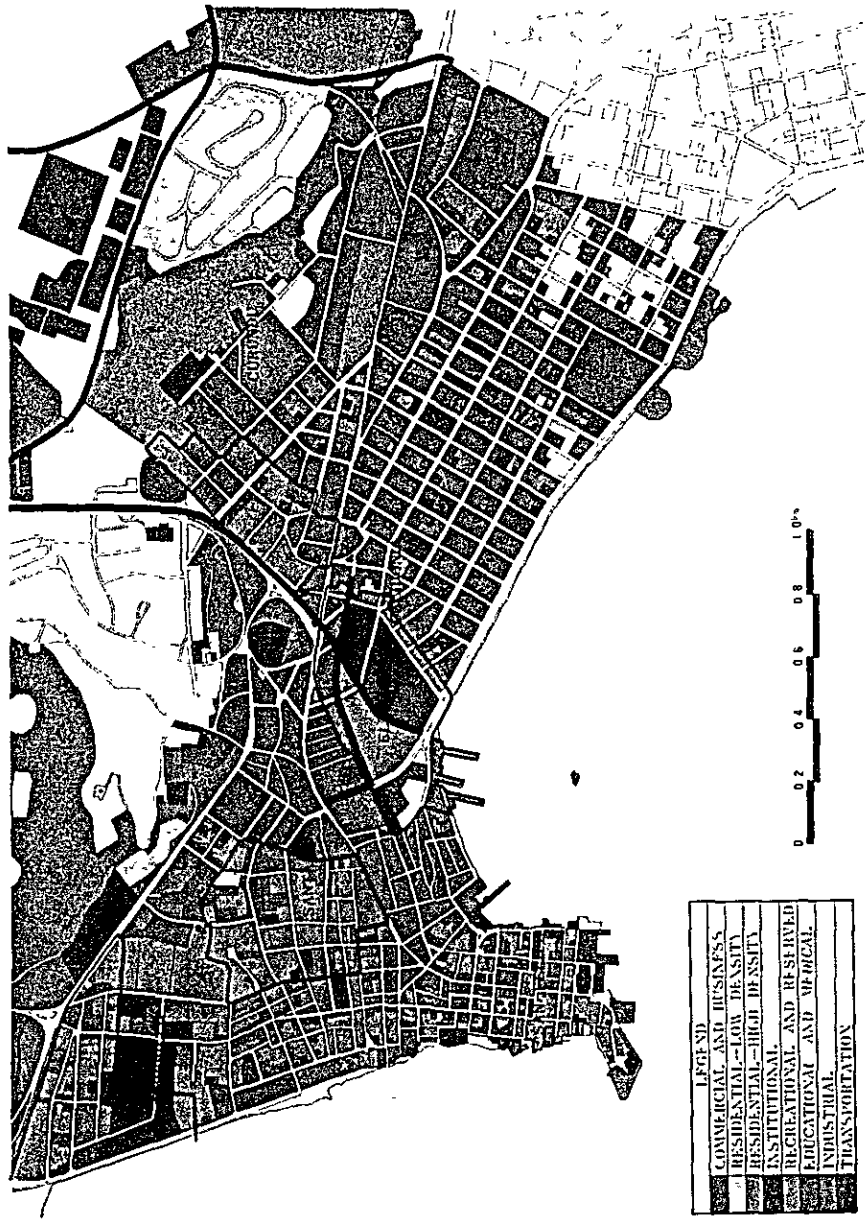 0 0.2 0.4 0.6 0.8 1.0
LEGEND
COMMERCIAL AND BUSINESS
RESIDENTIAL–LOW DENSITY
RESIDENTIAL–HIGH DENSITY
INSTITUTIONAL
RECREATIONAL AND RESERVED
EDUCATIONAL AND MEDICAL
INDUSTRIAL
TRANSPORTATION